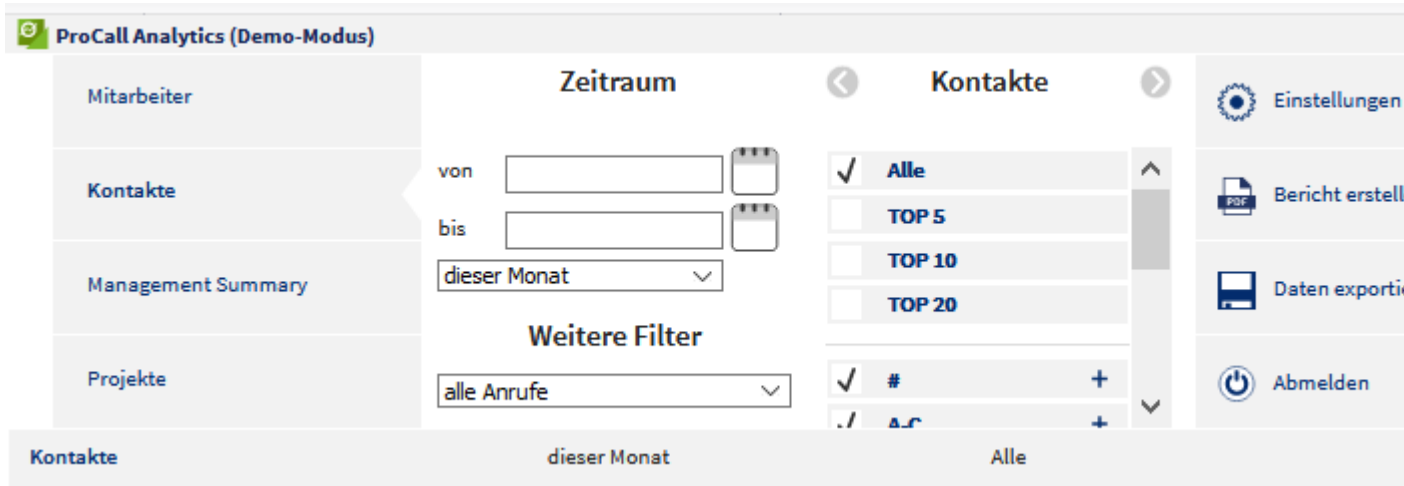 ProCall Analytics (Demo-Modus)
Mitarbeiter
Kontakte
Management Summary
Projekte
Zeitraum
von
bis
dieser Monat
Weitere Filter
alle Anrufe
Kontakte
Alle
TOP 5
TOP 10
TOP 20
# +
A-C +
Einstellungen
PDF Bericht erstell
Daten exportie
Abmelden
Kontakte dieser Monat Alle